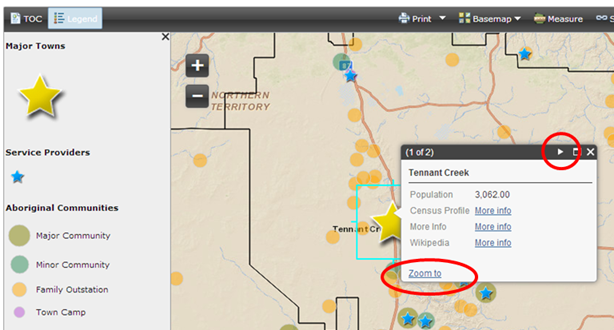 TOC Legend Print Basemap Measure S
Major Towns
Service Providers
Aboriginal Communities
Major Community
Minor Community
Family Outstation
Town Camp
NORTHERN
TERRITORY
87
Tennant Cr
(1 of 2)
Tennant Creek
Population 3,062.00
Census Profile More info
More Info More info
Wikipedia More info
Zoom to